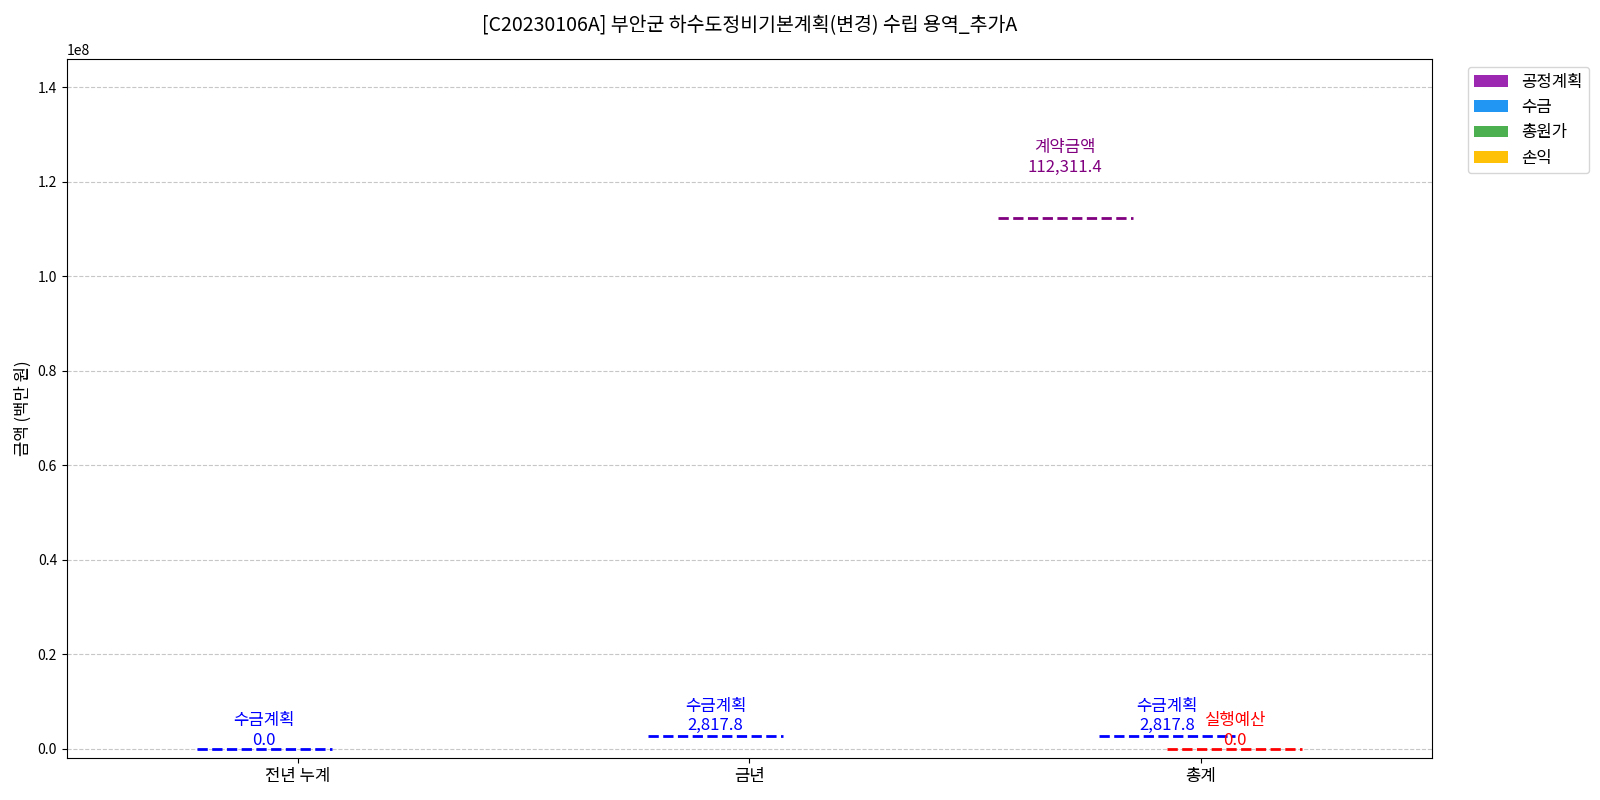 [C20230106A] 부안군 하수도정비기본계획(변경) 수립 용역_추가A
1e8
1.4
1.2
1.0
0.8
0.6
0.4
0.2
0.0
금액 (백만 원)
계약금액
112,311.4
수금계획
0.0
수금계획
2,817.8
수금계획
2,817.8
실행예산
0.0
전년 누계
금년
총계
공정계획
수금
총원가
손익